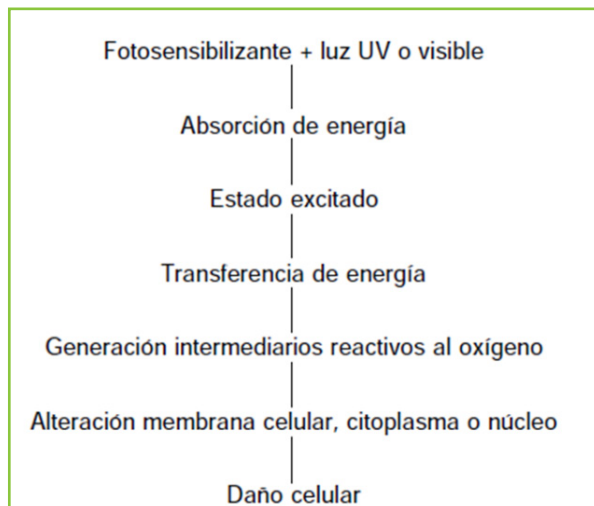 Fotosensibilizante + luz UV o visible
Absorción de energía
Estado excitado
Transferencia de energía
Generación intermediarios reactivos al oxígeno
Alteración membrana celular, citoplasma o núcleo
Daño celular